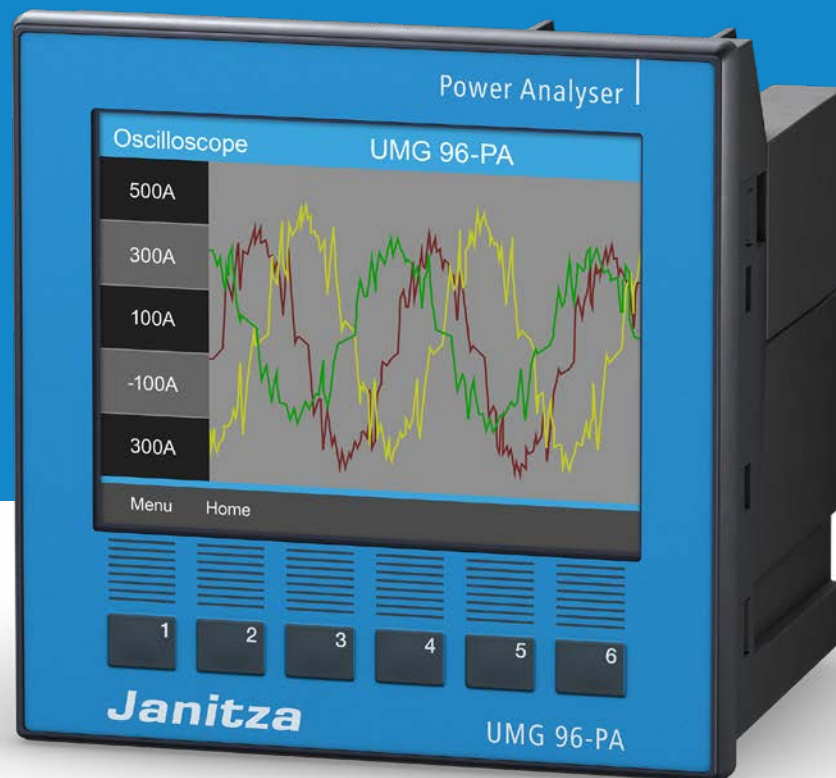 Power Analyser
Oscilloscope UMG 96-PA
500A
300A
100A
-100A
300A
Menu Home
1 2 3 4 5 6
Janitza
UMG 96-PA